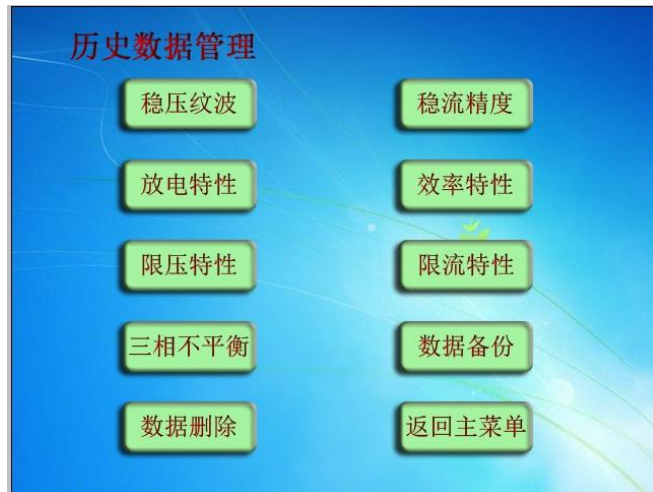 历史数据管理
稳压纹波
稳流精度
放电特性
效率特性
限压特性
限流特性
三相不平衡
数据备份
数据删除
返回主菜单